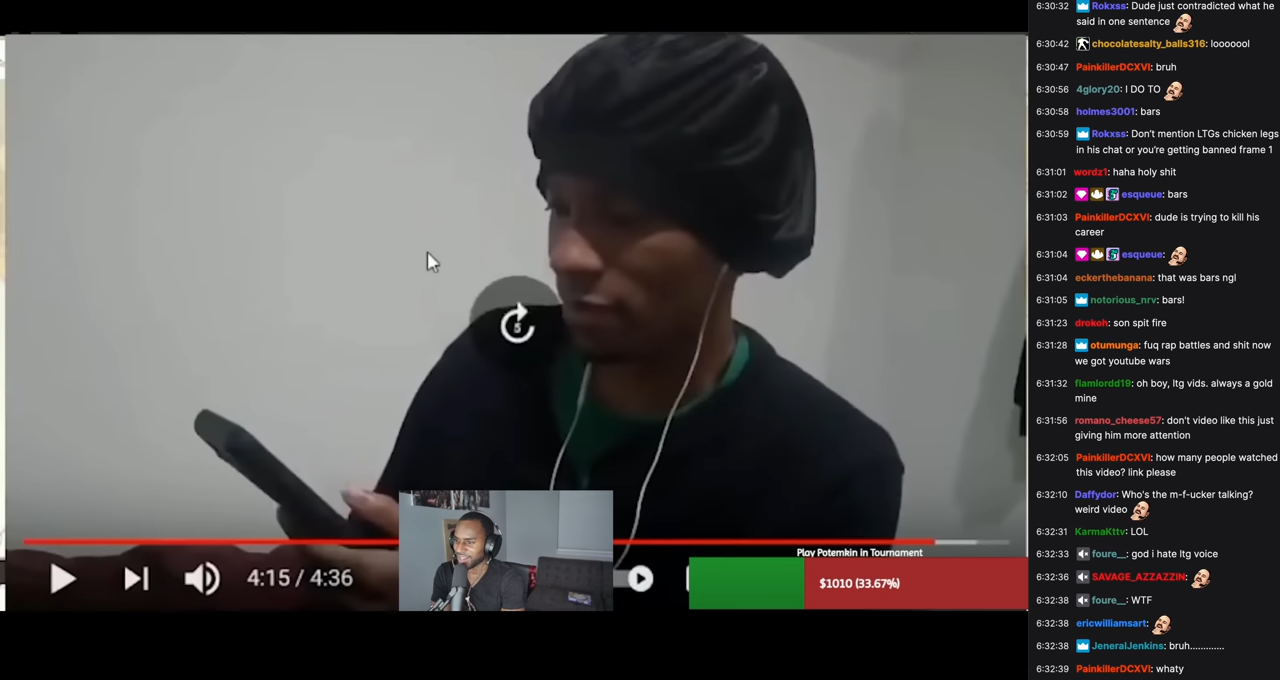 5
4:15 / 4:36
Play Potemkin in Tournament
$1010 (33.67%)
6:30:32 Rokxss: Dude just contradicted what he
said in one sentence
6:30:42 chocolatesalty_balls316: looooool
6:30:47 PainkillerDCXVI: bruh
6:30:56 4glory20: I DO TO
6:30:58 holmes3001: bars
6:30:59 Rokxss: Don't mention LTGs chicken legs
in his chat or you're getting banned frame 1
6:31:01 wordz1: haha holy shit
6:31:02 esqueue: bars
6:31:03 PainkillerDCXVI: dude is trying to kill his
career
6:31:04 esqueue:
6:31:04 eckerthebanana: that was bars ngl
6:31:05 notorious_nrv: bars!
6:31:23 drokoh: son spit fire
6:31:28 otumunga: fuq rap battles and shit now
we got youtube wars
6:31:32 flamlordd19: oh boy, ltg vids. always a gold
mine
6:31:56 romano_cheese57: don't video like this just
giving him more attention
6:32:05 PainkillerDCXVI: how many people watched
this video? link please
6:32:10 Daffydor: Who's the m-f-ucker talking?
weird video
6:32:31 KarmaKttv: LOL
6:32:33 foure__: god i hate ltg voice
6:32:36 SAVAGE_AZZAZZIN:
6:32:38 foure__: WTF
6:32:38 ericwilliamsart:
6:32:38 JeneralJenkins: bruh.............
6:32:39 PainkillerDCXVI: whaty